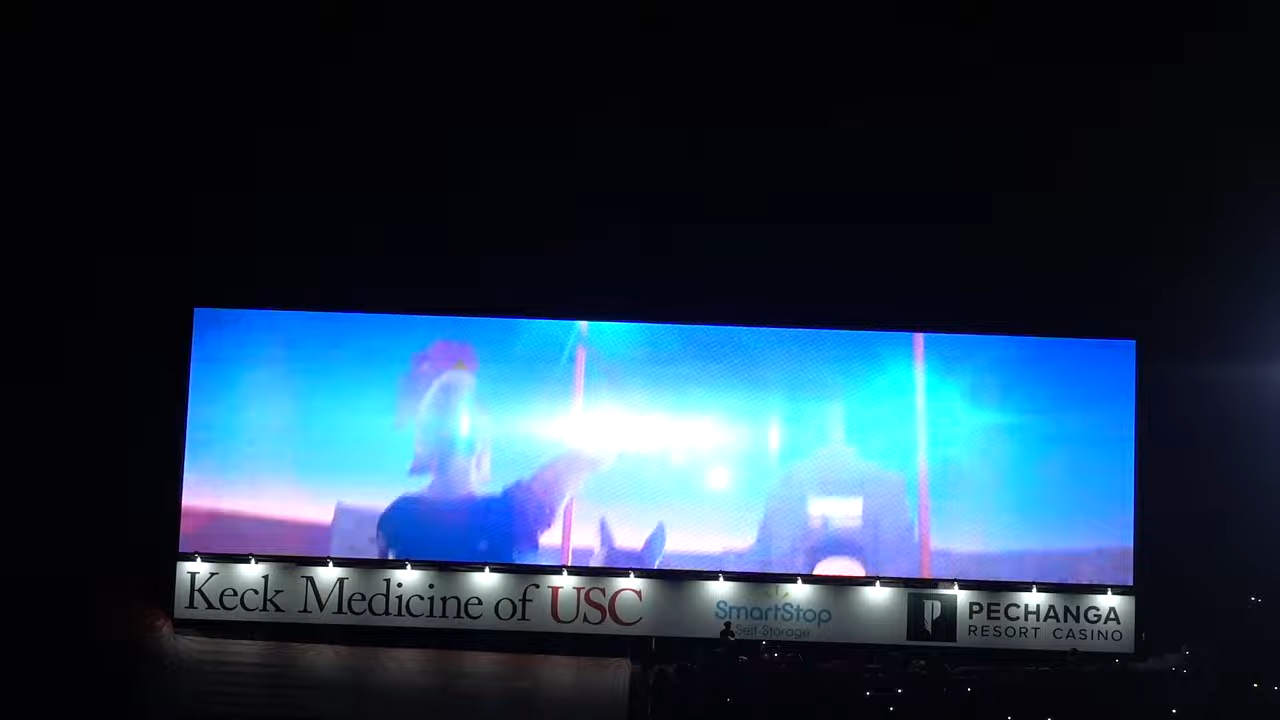 Keck Medicine of USC
SmartStop
Self Storage
PECHANGA
RESORT CASINO